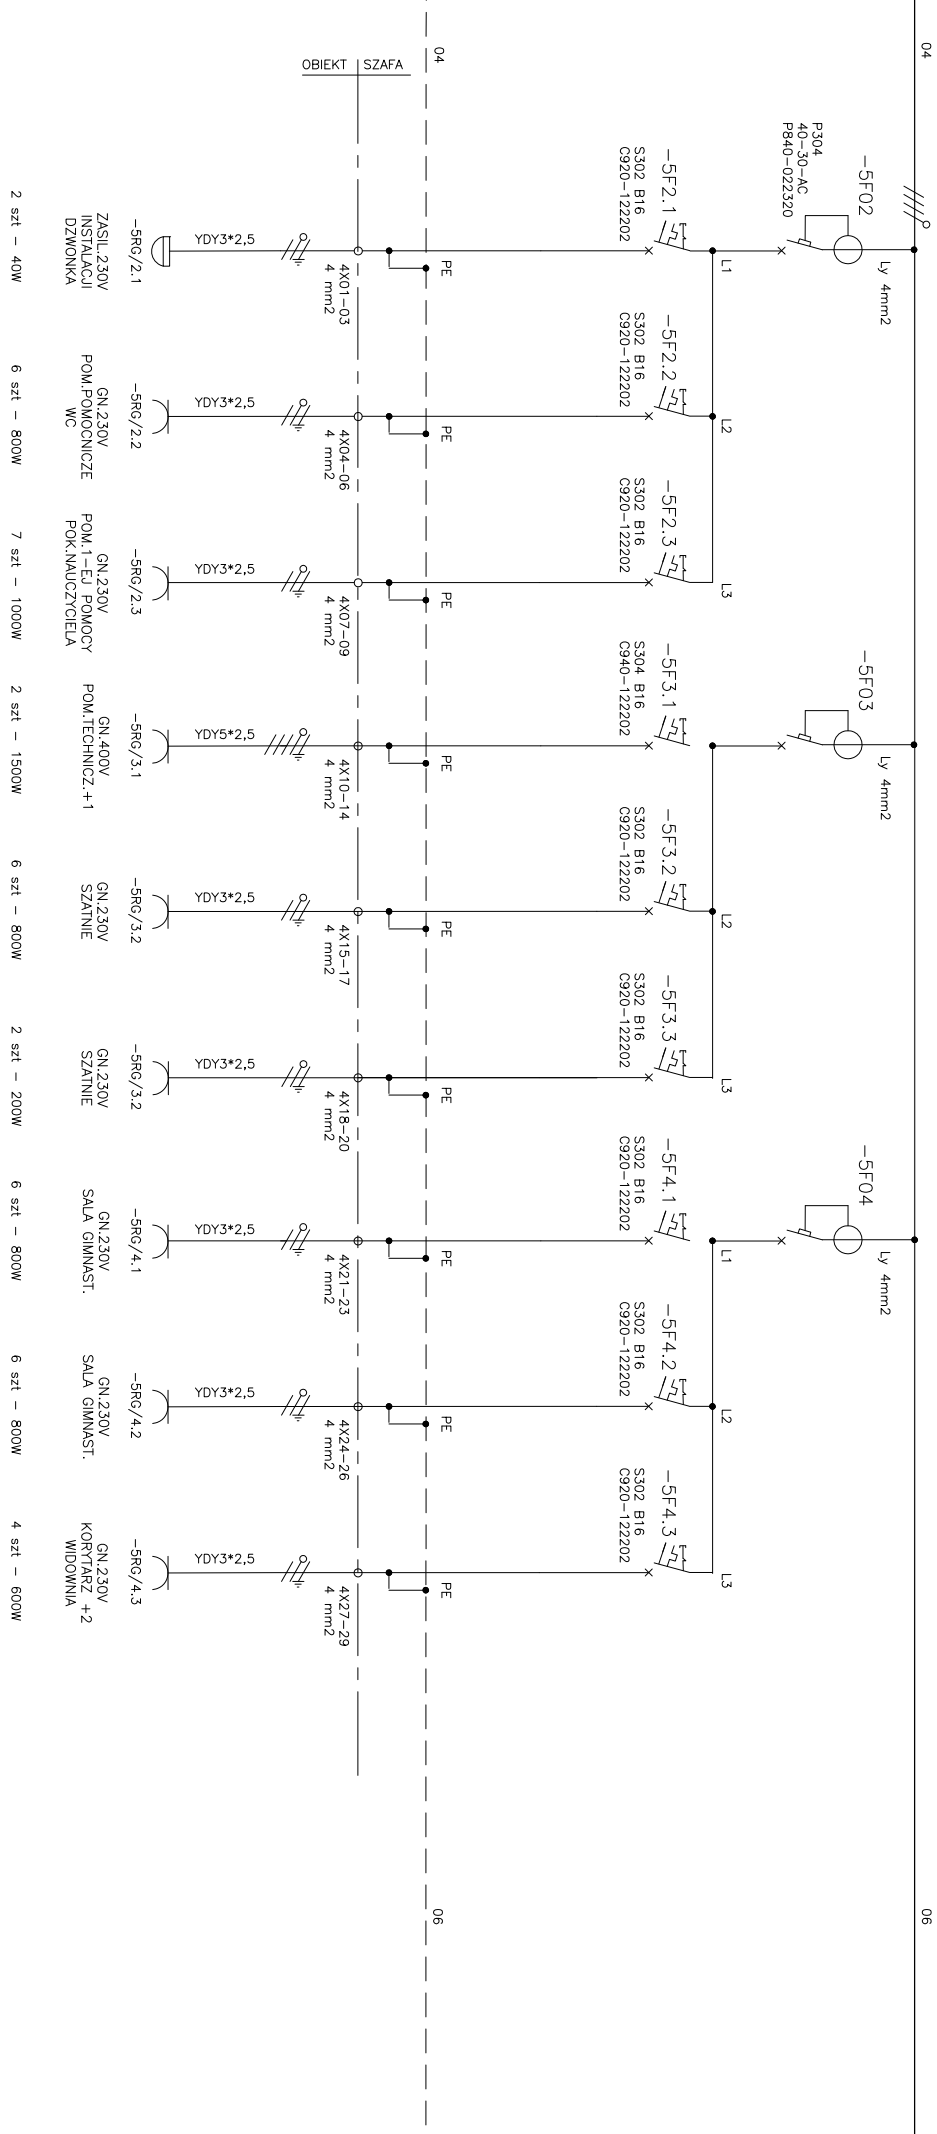 04
06
-5F02
P304
40-30-AC
P840-022320
Ly 4mm2
-5F03
Ly 4mm2
-5F04
Ly 4mm2
L1
L2
L3
L2
L3
L1
L2
L3
-5F2.1
S302 B16
C920-122202
-5F2.2
S302 B16
C920-122202
-5F2.3
S302 B16
C920-122202
-5F3.1
S304 B16
C940-122202
-5F3.2
S302 B16
C920-122202
-5F3.3
S302 B16
C920-122202
-5F4.1
S302 B16
C920-122202
-5F4.2
S302 B16
C920-122202
-5F4.3
S302 B16
C920-122202
04
06
PE
PE
PE
PE
PE
PE
PE
PE
PE
SZAFA
OBIEKT
4X01-03
4 mm2
4X04-06
4 mm2
4X07-09
4 mm2
4X10-14
4 mm2
4X15-17
4 mm2
4X18-20
4 mm2
4X21-23
4 mm2
4X24-26
4 mm2
4X27-29
4 mm2
YDY3*2,5
YDY3*2,5
YDY3*2,5
YDY5*2,5
YDY3*2,5
YDY3*2,5
YDY3*2,5
YDY3*2,5
YDY3*2,5
-5RG/2.1
-5RG/2.2
-5RG/2.3
-5RG/3.1
-5RG/3.2
-5RG/3.2
-5RG/4.1
-5RG/4.2
-5RG/4.3
ZASIL.230V
INSTALACJI
DZWONKA
GN.230V
POM.POMOCNICZE
WC
GN.230V
POM.1-EJ POMOCY
POK.NAUCZYCIELA
GN.400V
POM.TECHNICZ.+1
GN.230V
SZATNIE
GN.230V
SZATNIE
GN.230V
SALA GIMNAST.
GN.230V
SALA GIMNAST.
GN.230V
KORYTARZ +2
WIDOWNIA
2 szt - 40W
6 szt - 800W
7 szt - 1000W
2 szt - 1500W
6 szt - 800W
2 szt - 200W
6 szt - 800W
6 szt - 800W
4 szt - 600W